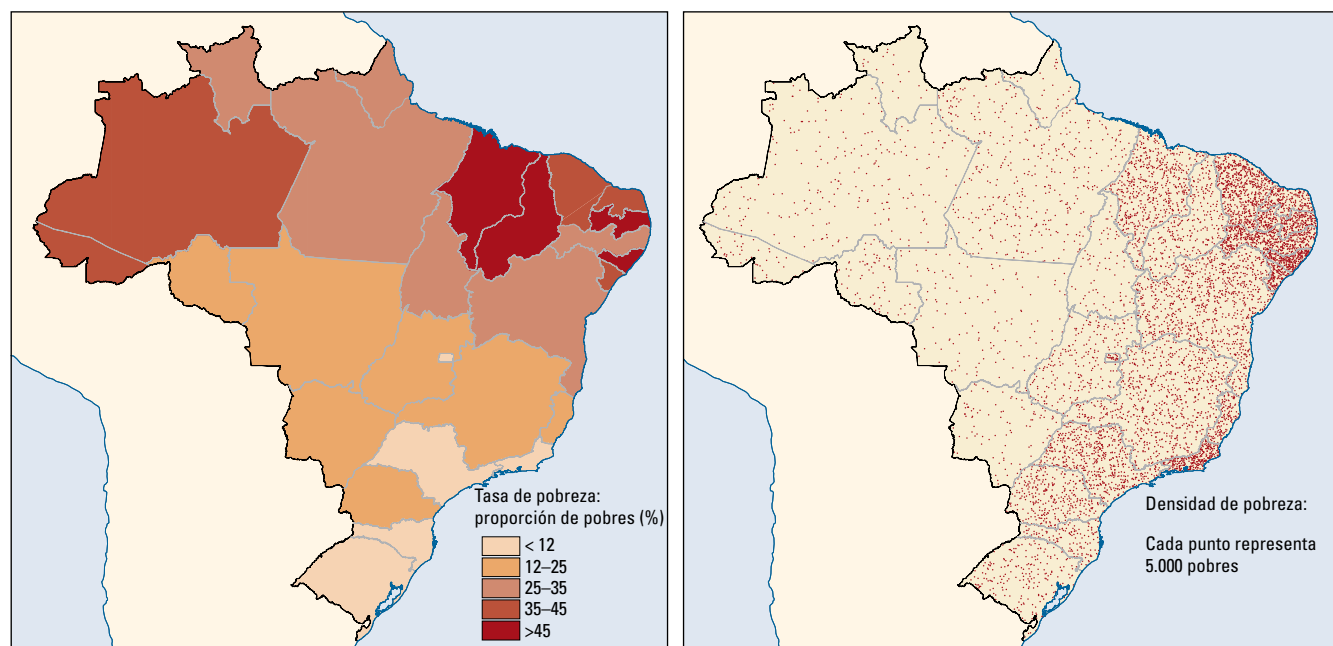 Tasa de pobreza:
proporción de pobres (%)
< 12
12–25
25–35
35–45
>45
Densidad de pobreza:
Cada punto representa
5.000 pobres